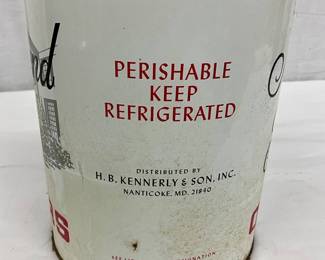 PERISHABLE
KEEP
REFRIGERATED
DISTRIBUTED BY
H. B. KENNERLY & SON, INC.
NANTICOKE, MD. 21840